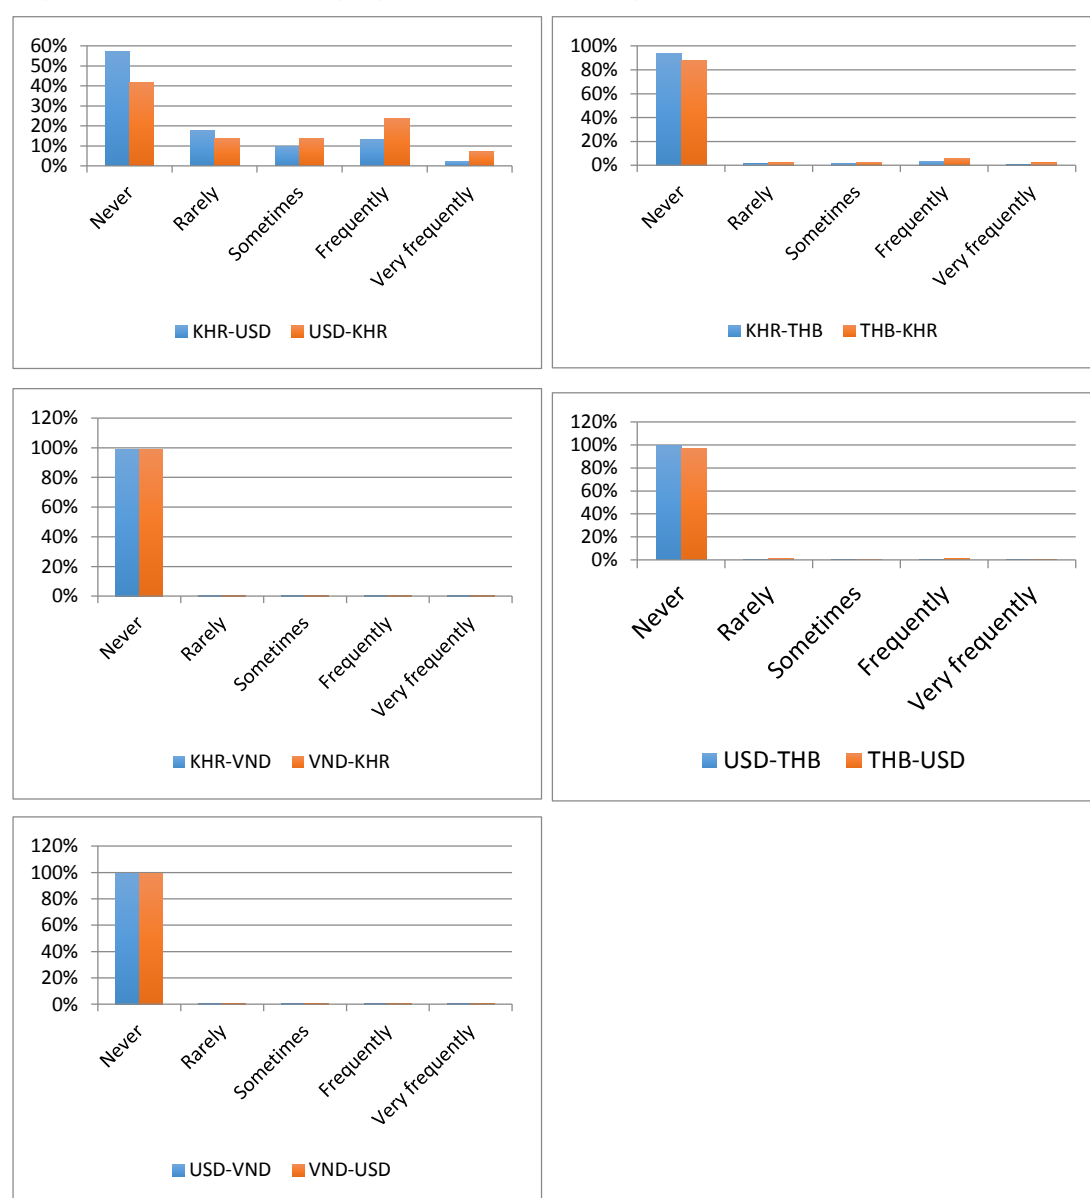 60%
50%
40%
30%
20%
10%
0%
Never
Rarely
Sometimes
Frequently
Very frequently
KHR-USD USD-KHR
100%
80%
60%
40%
20%
0%
Never
Rarely
Sometimes
Frequently
Very frequently
KHR-THB THB-KHR
120%
100%
80%
60%
40%
20%
0%
Never
Rarely
Sometimes
Frequently
Very frequently
KHR-VND VND-KHR
120%
100%
80%
60%
40%
20%
0%
Never
Rarely
Sometimes
Frequently
Very frequently
USD-THB THB-USD
120%
100%
80%
60%
40%
20%
0%
Never
Rarely
Sometimes
Frequently
Very frequently
USD-VND VND-USD